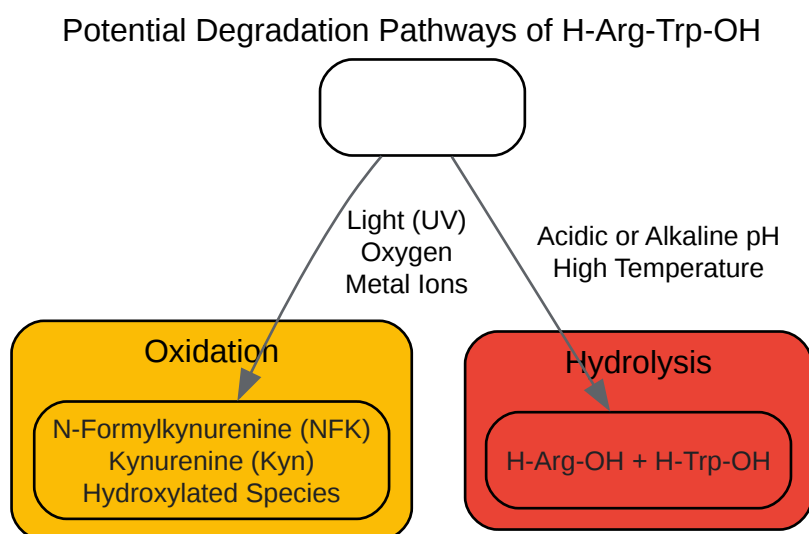 Potential Degradation Pathways of H-Arg-Trp-OH
Light (UV)
Oxygen
Metal Ions
Acidic or Alkaline pH
High Temperature
Oxidation
N-Formylkynurenine (NFK)
Kynurenine (Kyn)
Hydroxylated Species
Hydrolysis
H-Arg-OH + H-Trp-OH